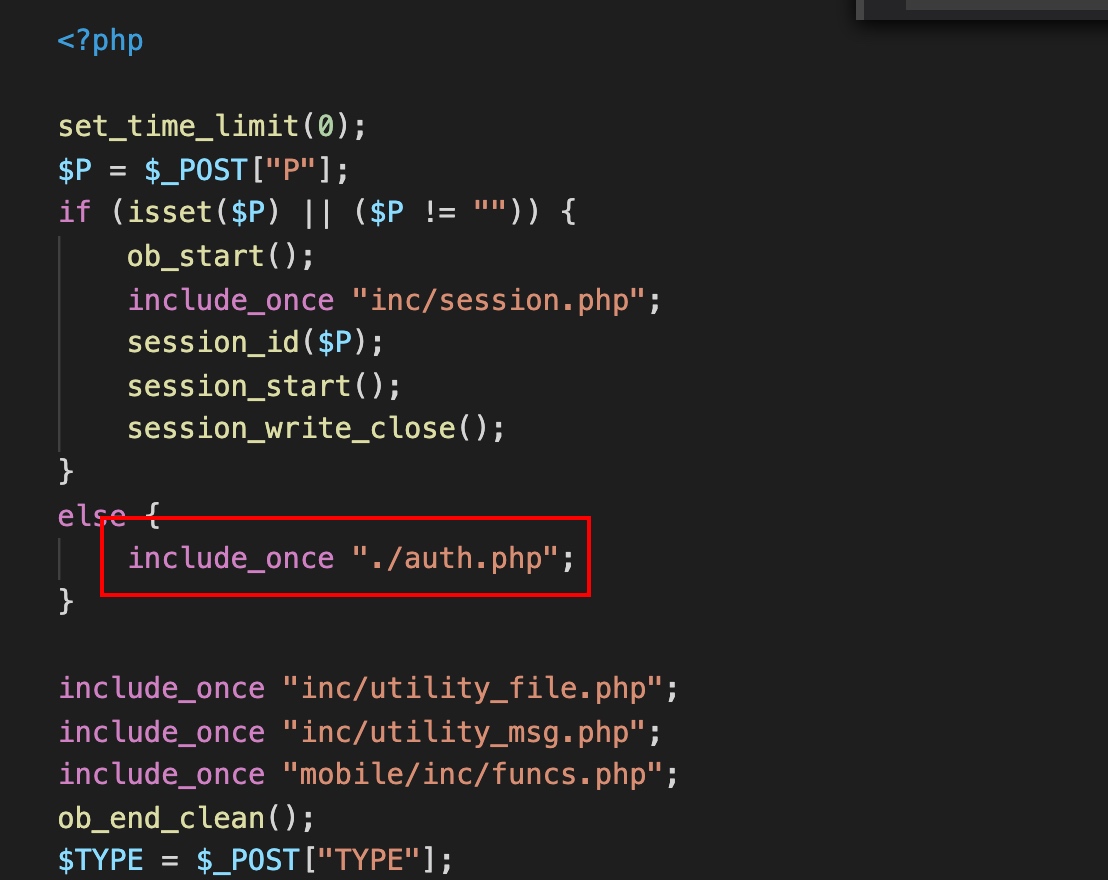 <?php
set_time_limit(0);
$P = $_POST["P"];
if (isset($P) || ($P != "")) {
ob_start();
include_once "inc/session.php";
session_id($P);
session_start();
session_write_close();
}
else {
include_once "./auth.php";
}
include_once "inc/utility_file.php";
include_once "inc/utility_msg.php";
include_once "mobile/inc/funcs.php";
ob_end_clean();
$TYPE = $_POST["TYPE"];